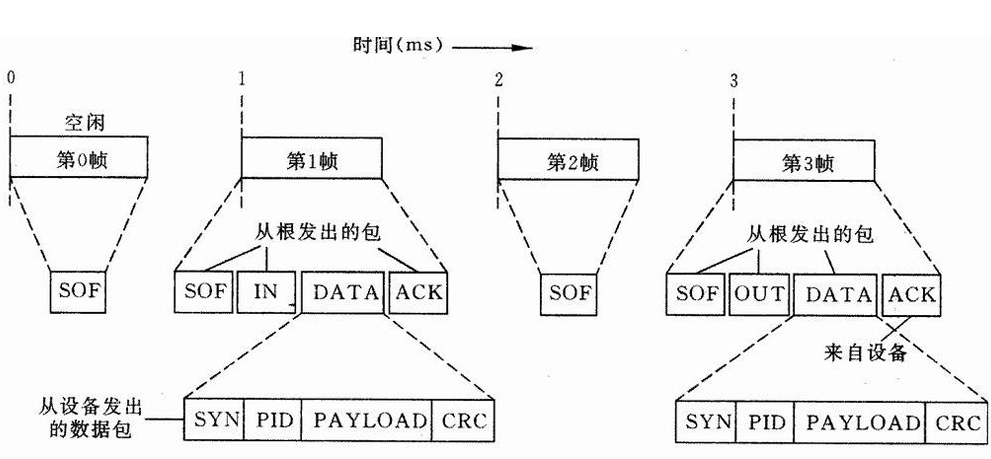 时间(ms)
0
1
2
3
空闲
第0帧
第1帧
第2帧
第3帧
从根发出的包
从根发出的包
SOF
SOF
IN
DATA
ACK
SOF
SOF
OUT
DATA
ACK
来自设备
从设备发出
的数据包
SYN
PID
PAYLOAD
CRC
SYN
PID
PAYLOAD
CRC